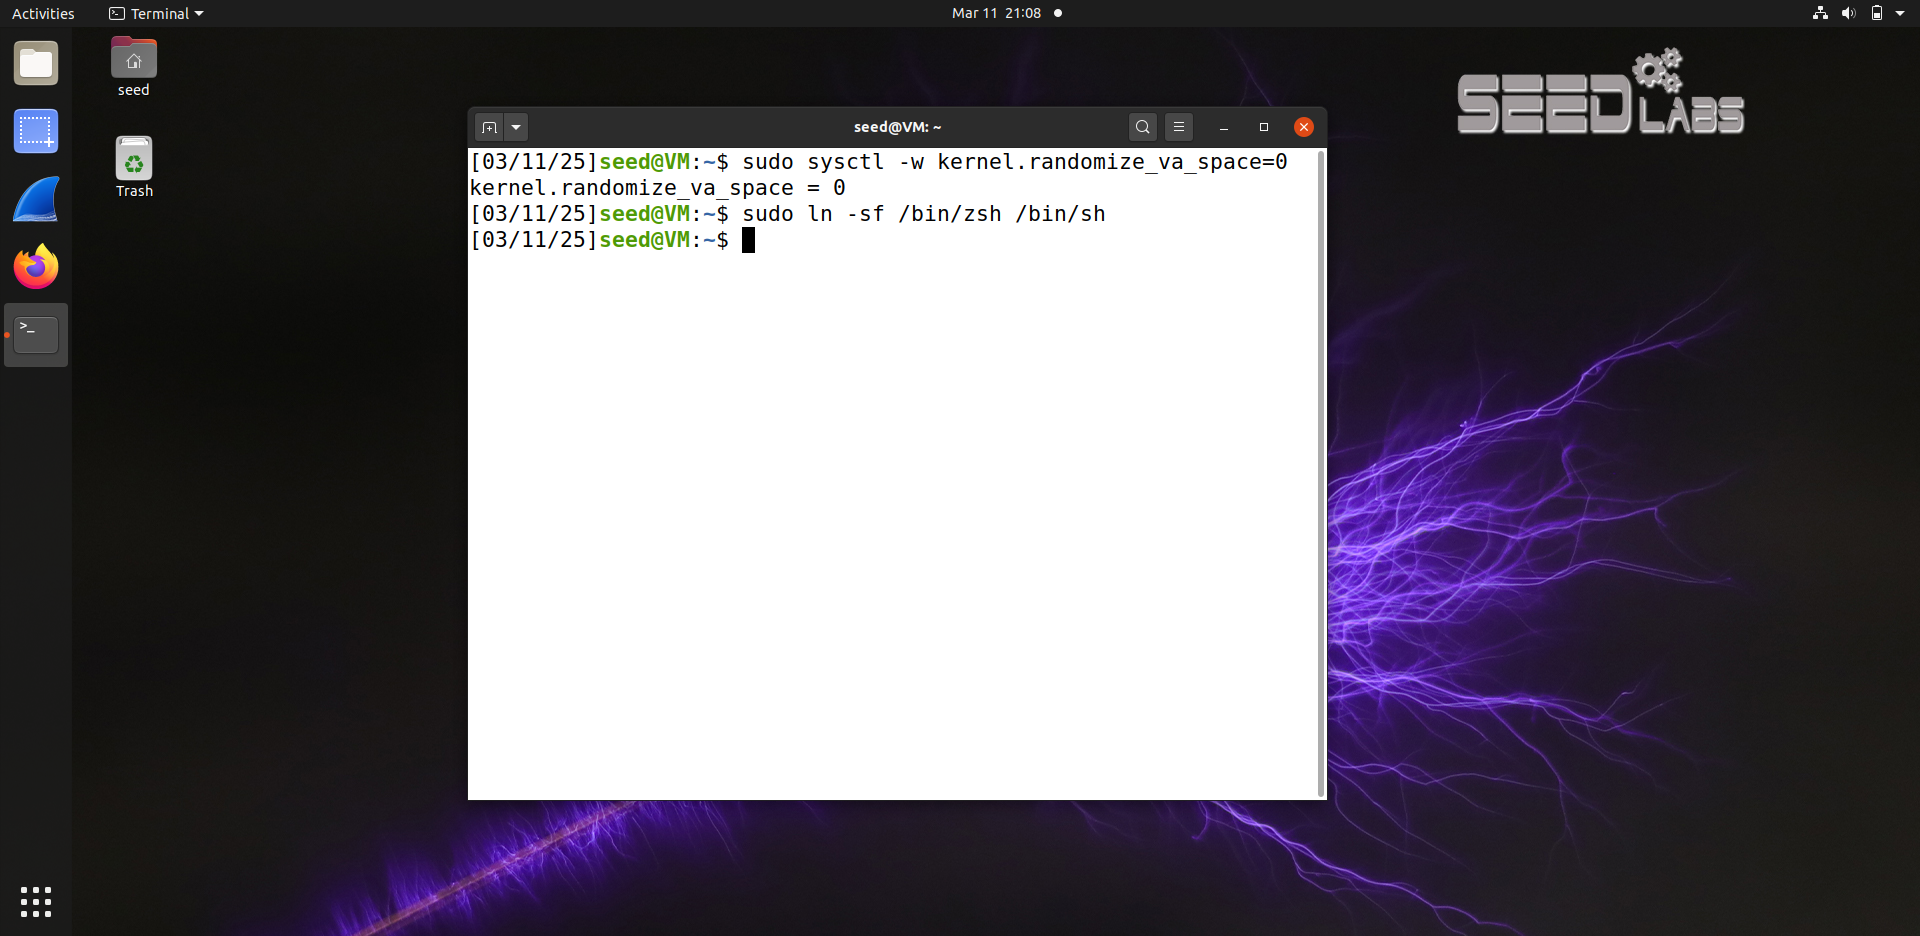 Activities
Terminal
Mar 11 21:08
seed
Trash
SEED LABS
seed@VM: ~
[03/11/25]seed@VM:~$ sudo sysctl -w kernel.randomize_va_space=0
kernel.randomize_va_space = 0
[03/11/25]seed@VM:~$ sudo ln -sf /bin/zsh /bin/sh
[03/11/25]seed@VM:~$